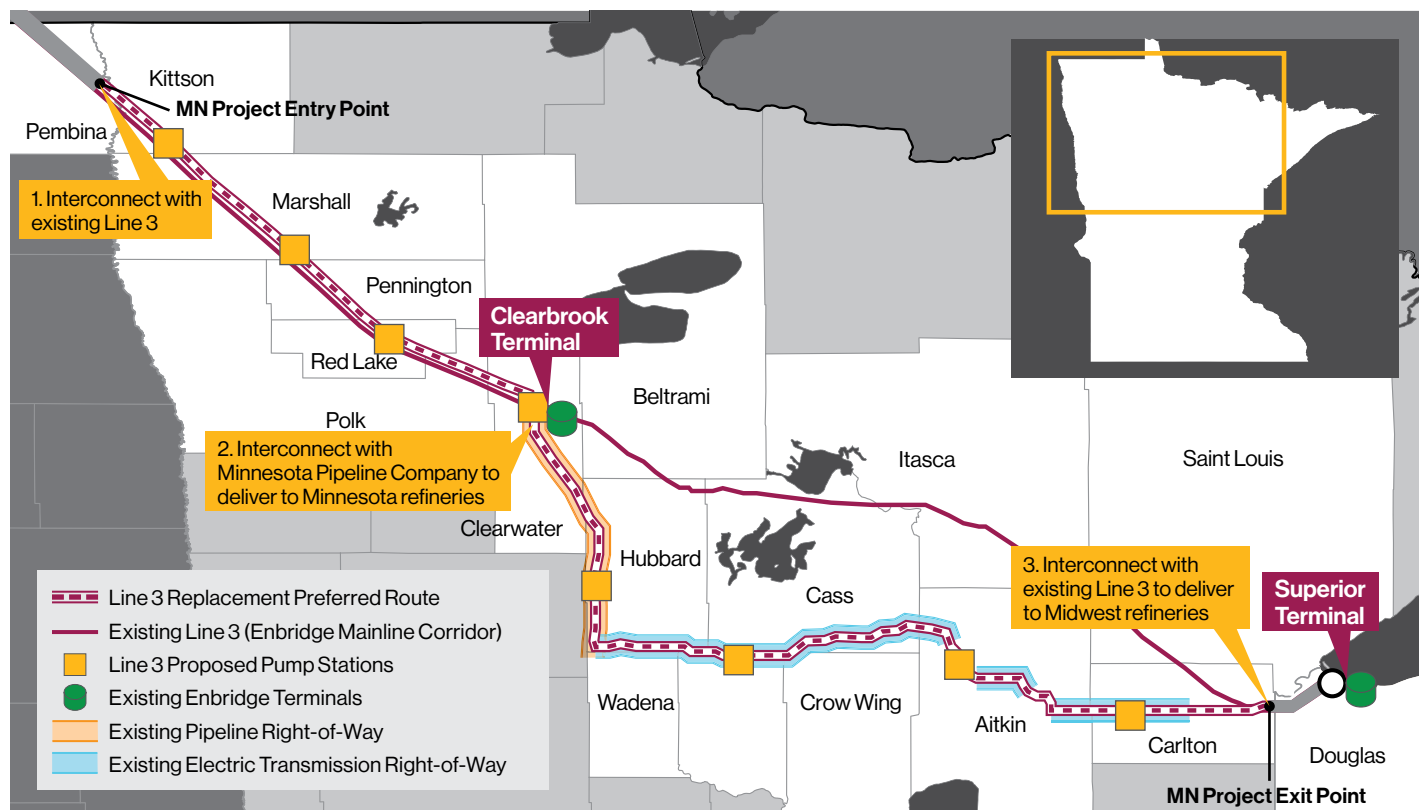 Kittson
MN Project Entry Point
Pembina
1. Interconnect with
existing Line 3
Marshall
Pennington
Clearbrook
Terminal
Red Lake
Beltrami
Polk
2. Interconnect with
Minnesota Pipeline Company to
deliver to Minnesota refineries
Itasca
Saint Louis
Clearwater
Hubbard
Cass
3. Interconnect with
existing Line 3 to deliver
to Midwest refineries
Superior
Terminal
Wadena
Crow Wing
Aitkin
Carlton
Douglas
MN Project Exit Point
Line 3 Replacement Preferred Route
Existing Line 3 (Enbridge Mainline Corridor)
Line 3 Proposed Pump Stations
Existing Enbridge Terminals
Existing Pipeline Right-of-Way
Existing Electric Transmission Right-of-Way